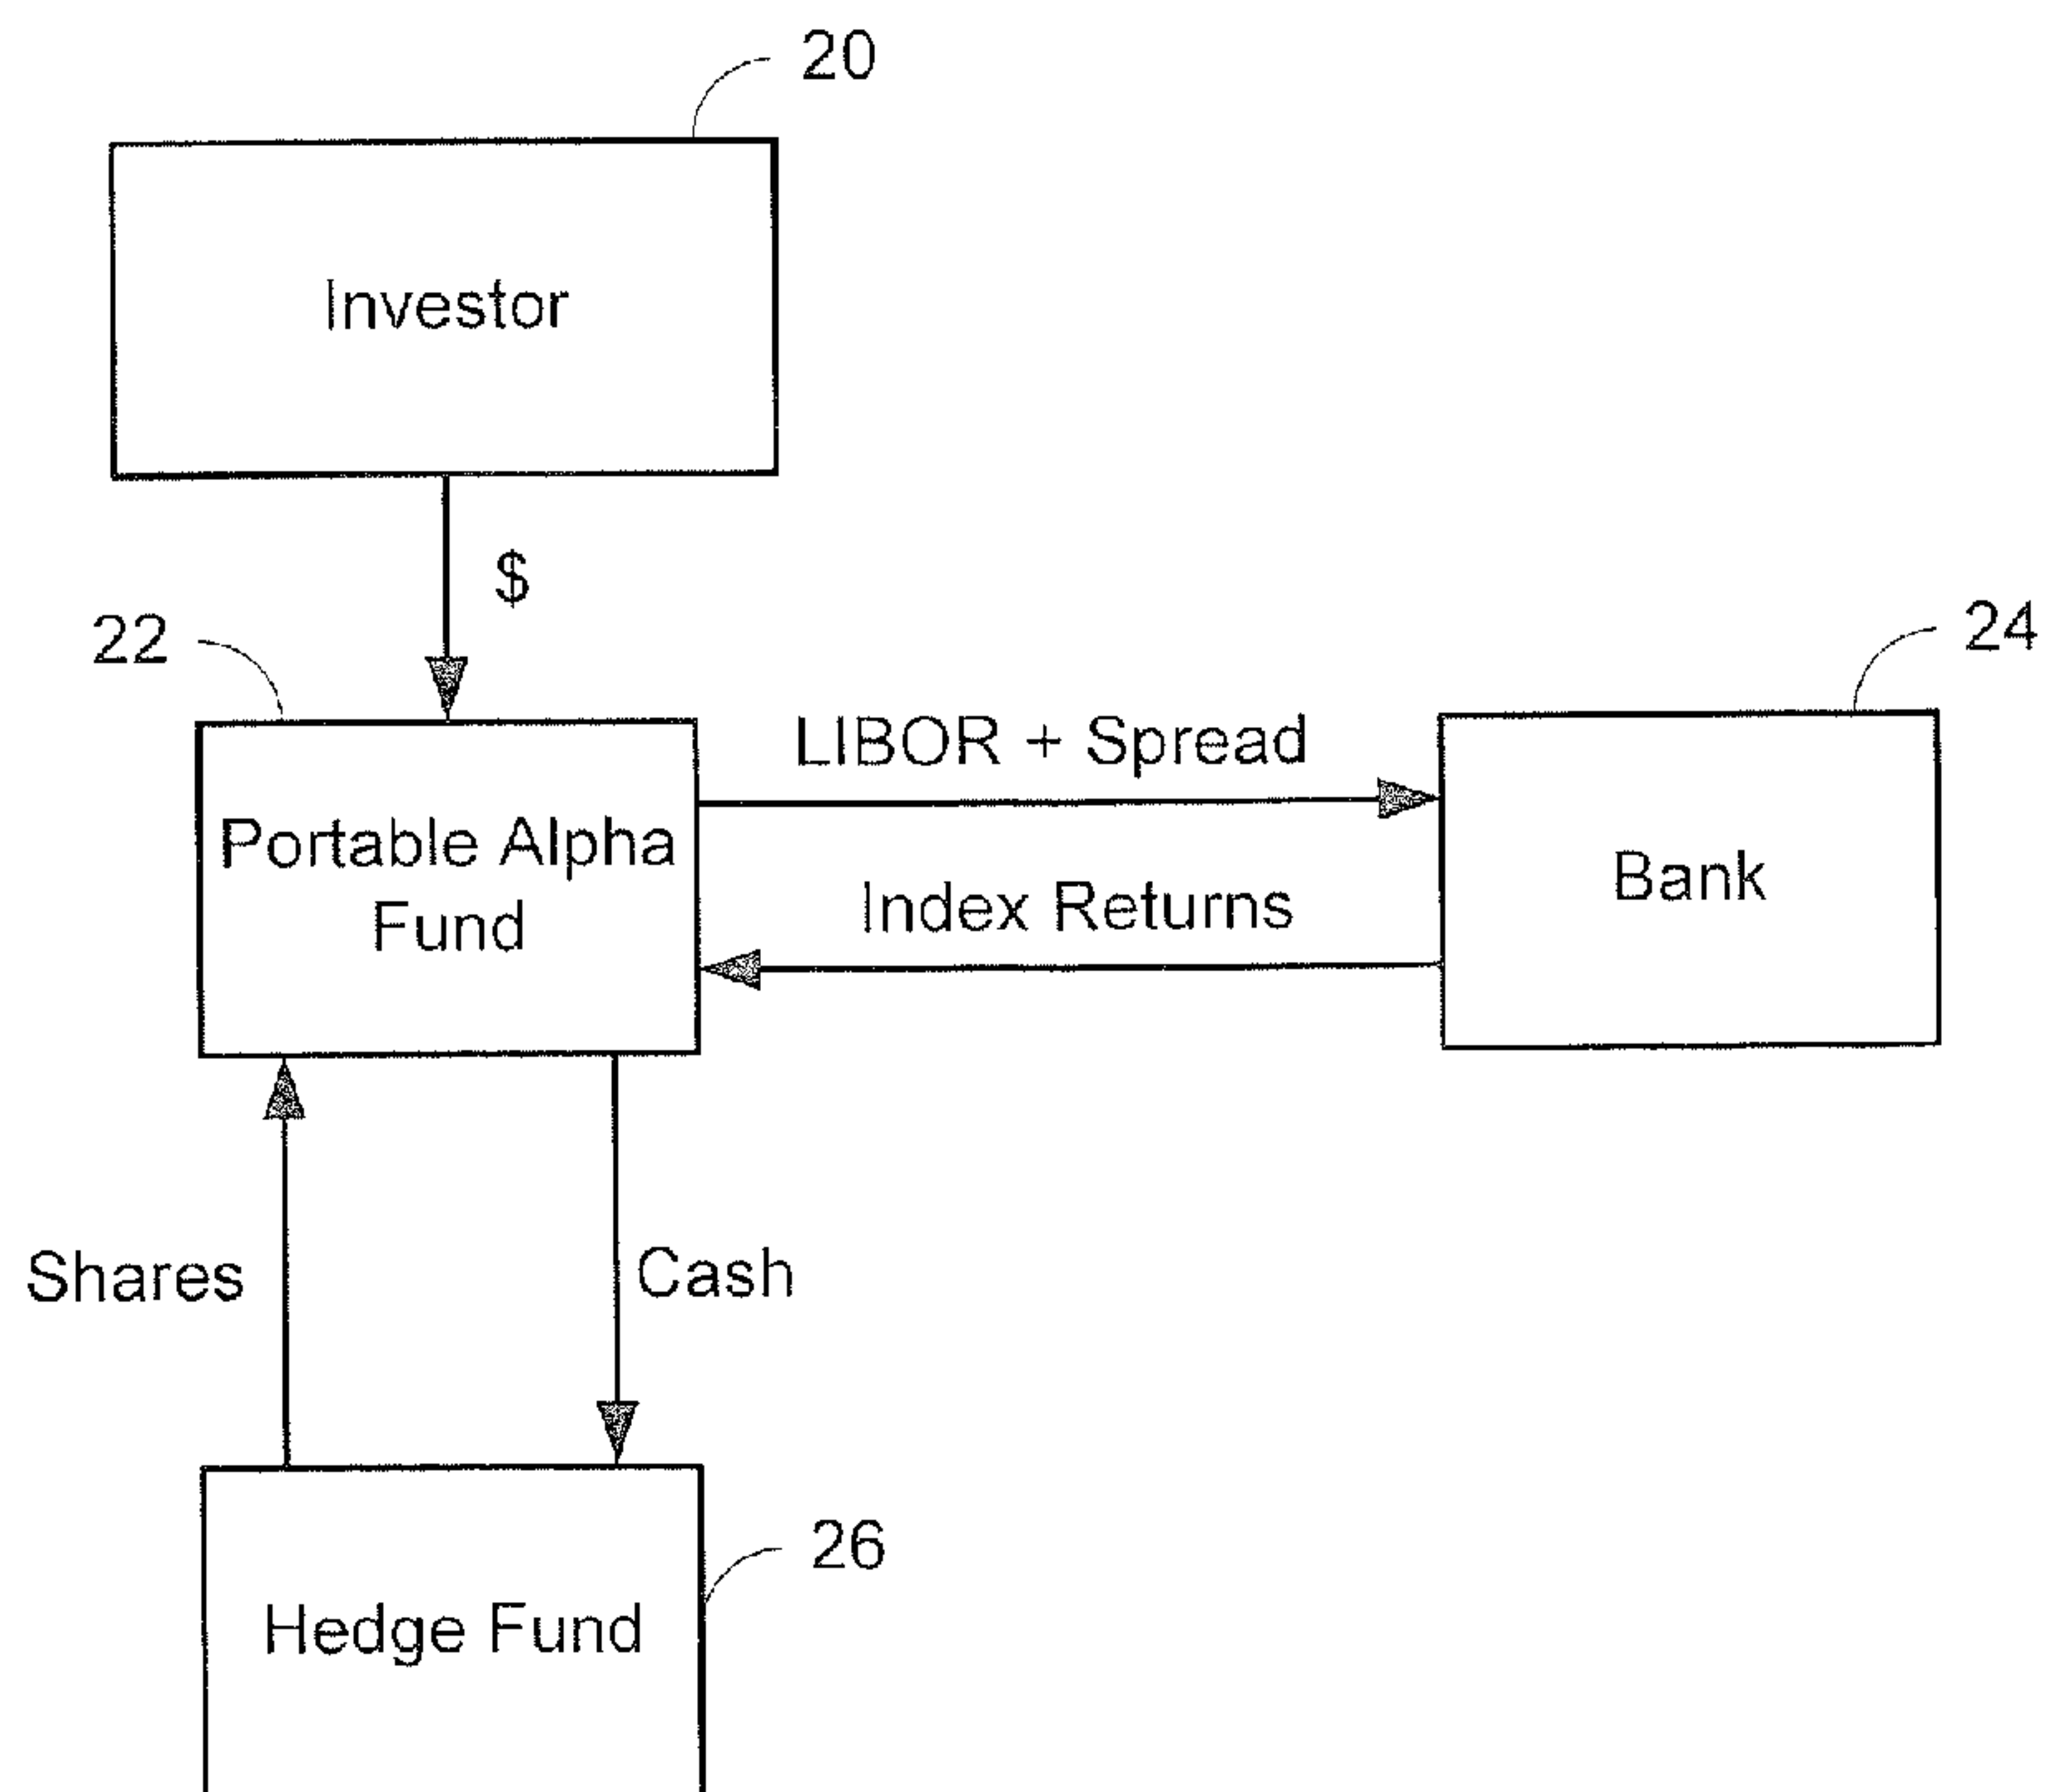 20
Investor
$
22
24
LIBOR + Spread
Portable Alpha
Fund
Bank
Index Returns
Shares
Cash
26
Hedge Fund